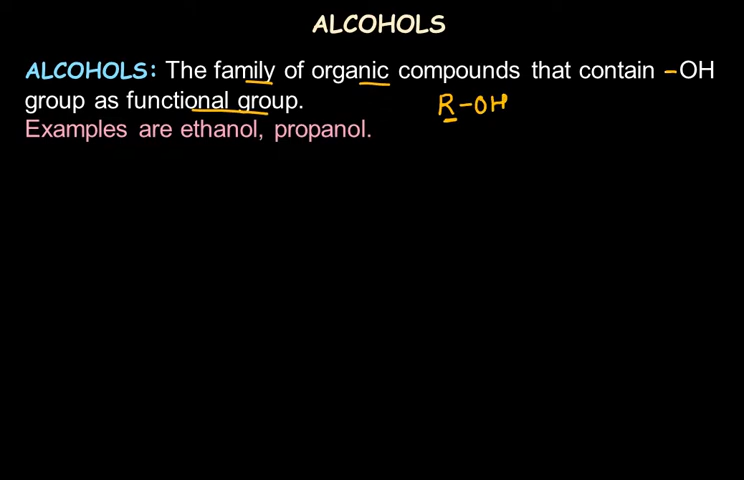 ALCOHOLS
ALCOHOLS: The family of organic compounds that contain –OH
group as functional group.
R-OH
Examples are ethanol, propanol.